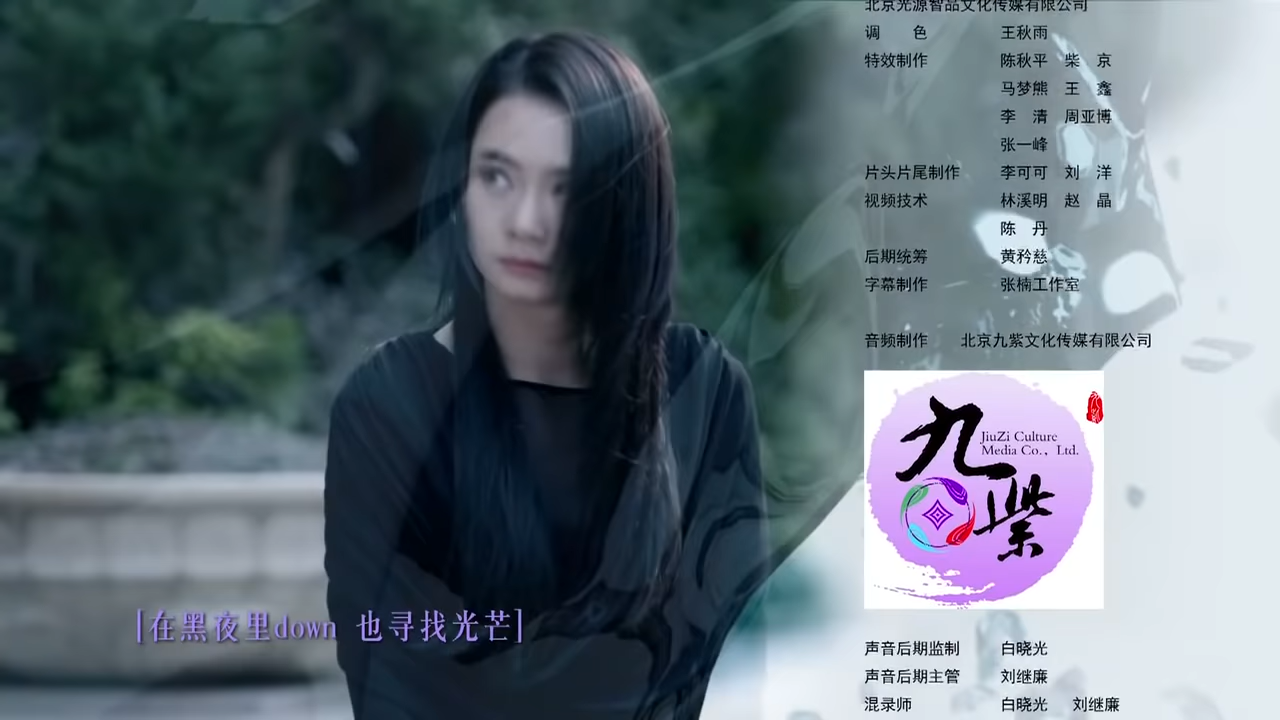 北京光源智品文化传媒有限公司
调 色 王秋雨
特效制作 陈秋平 柴 京
马梦熊 王 鑫
李 清 周亚博
张一峰
片头片尾制作 李可可 刘 洋
视频技术 林溪明 赵 晶
陈 丹
后期统筹 黄矜慈
字幕制作 张楠工作室
音频制作 北京九紫文化传媒有限公司
九紫
JiuZi Culture
Media Co., Ltd.
[在黑夜里down 也寻找光芒]
声音后期监制 白晓光
声音后期主管 刘继廉
混录师 白晓光 刘继廉